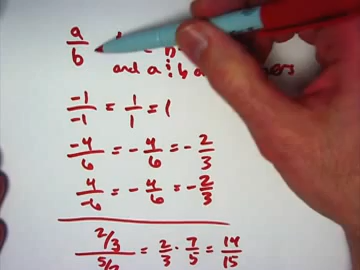 a/b
and a & b a
-1/-1 = 1/1 = 1
-4/6 = -4/6 = -2/3
4/-6 = -4/6 = -2/3
2/3 / 5/7 = 2/3 · 7/5 = 14/15